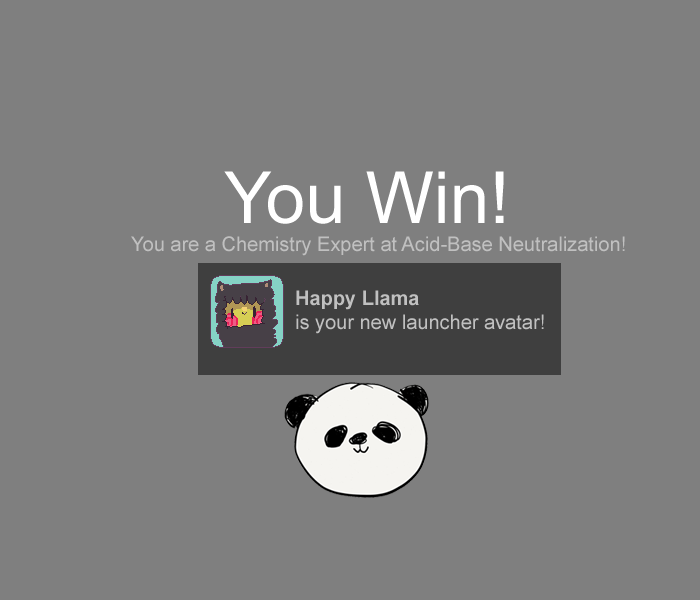 You Win!
You are a Chemistry Expert at Acid-Base Neutralization!
Happy Llama
is your new launcher avatar!